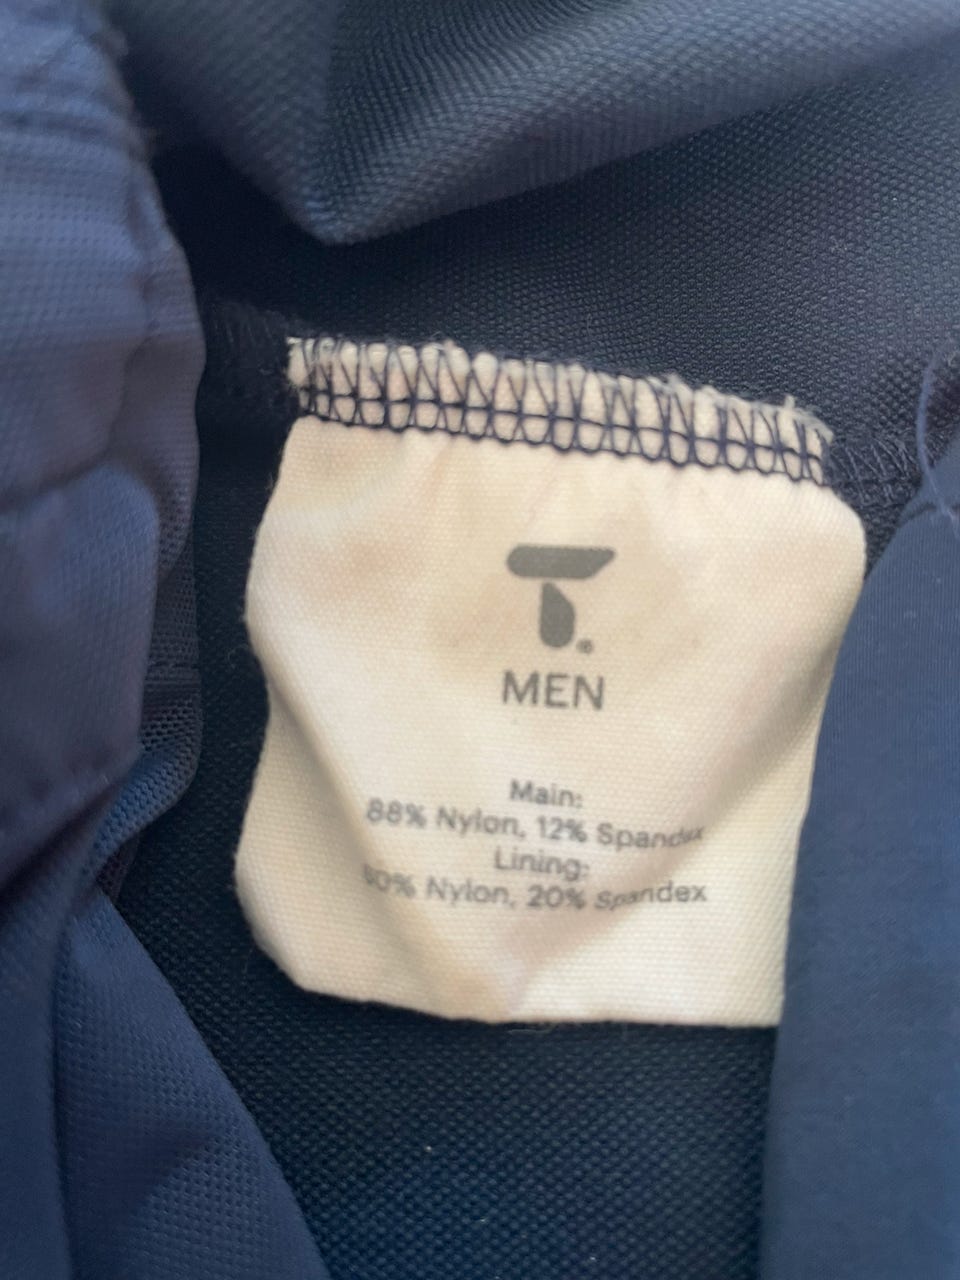 T®
MEN
Main:
88% Nylon, 12% Spandex
Lining:
80% Nylon, 20% Spandex